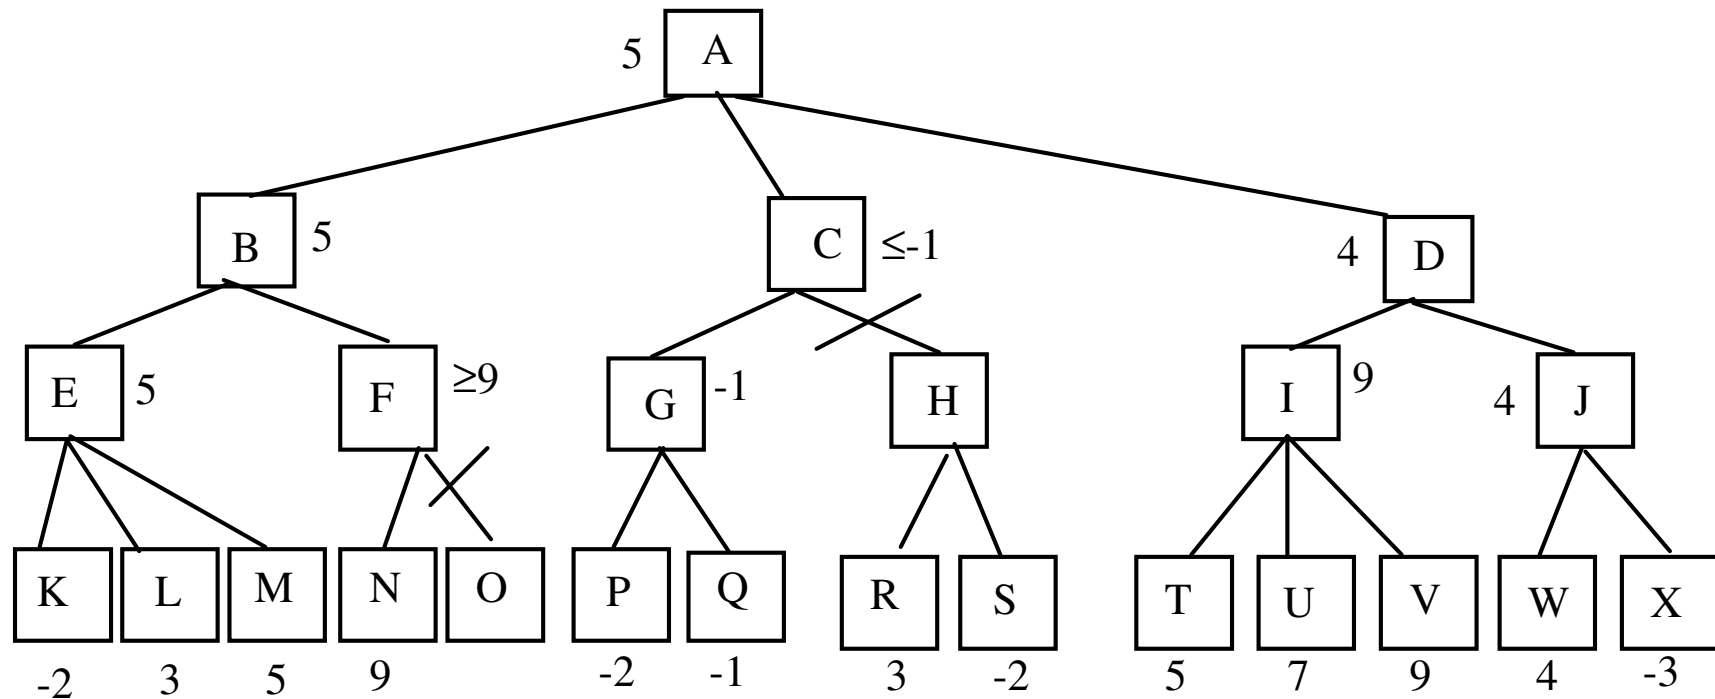 5 A
B 5 C ≤-1 4 D
E 5 F ≥9 G -1 H I 9 4 J
K L M N O P Q R S T U V W X
-2 3 5 9 -2 -1 3 -2 5 7 9 4 -3